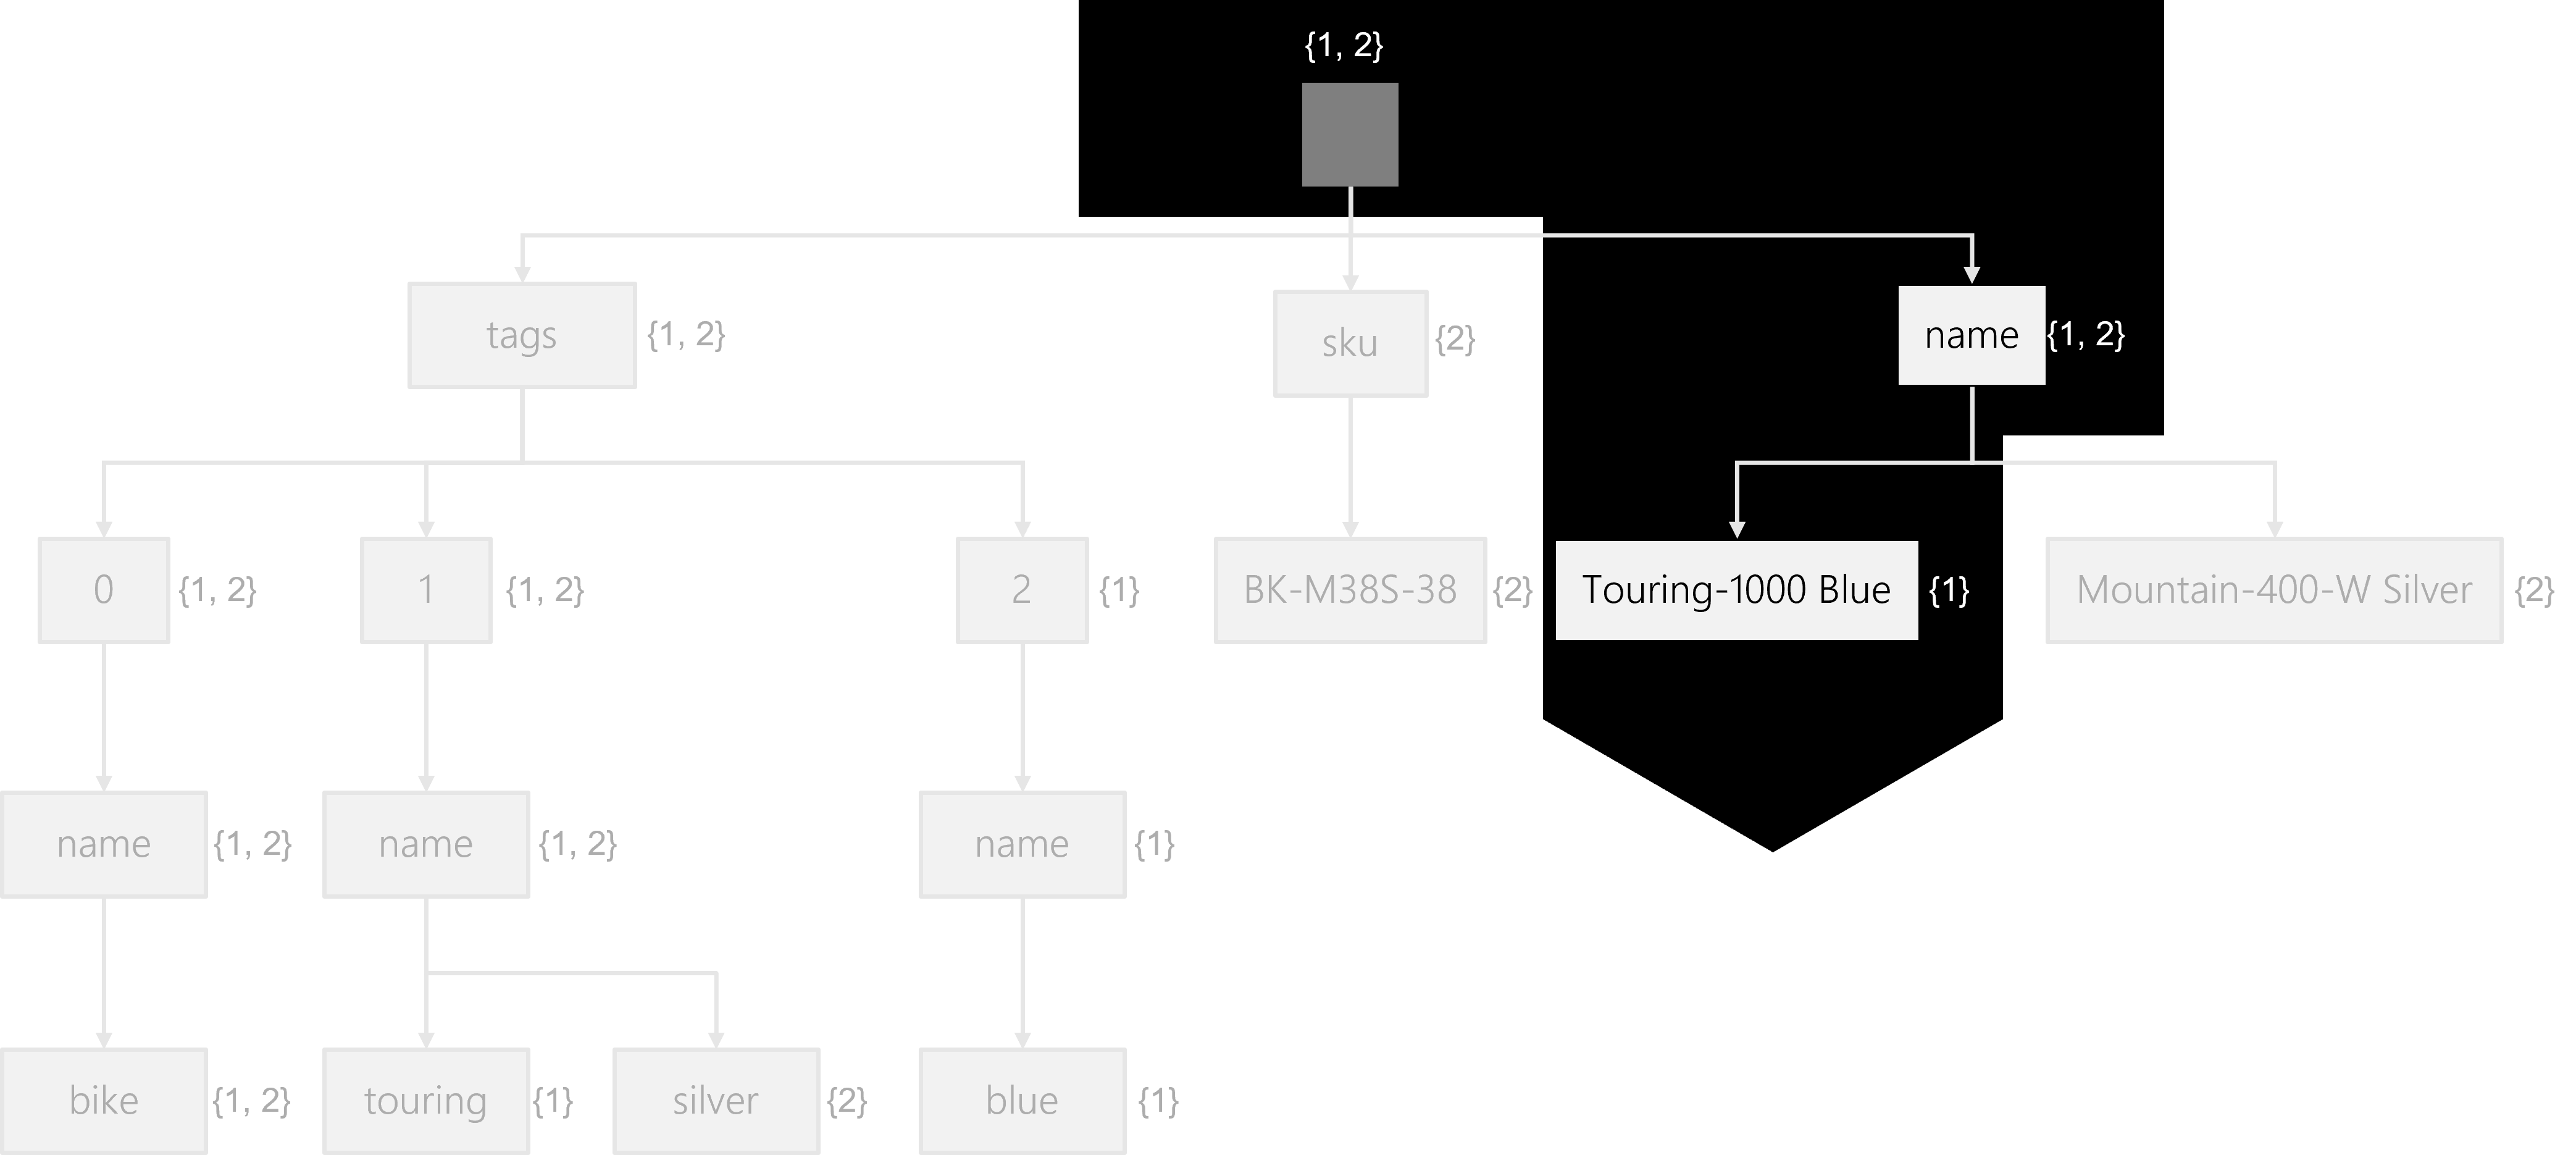 {1, 2}
tags {1, 2} sku {2} name {1, 2}
0 {1, 2} 1 {1, 2} 2 {1} BK-M38S-38 {2} Touring-1000 Blue {1} Mountain-400-W Silver {2}
name {1, 2} name {1, 2} name {1}
bike {1, 2} touring {1} silver {2} blue {1}